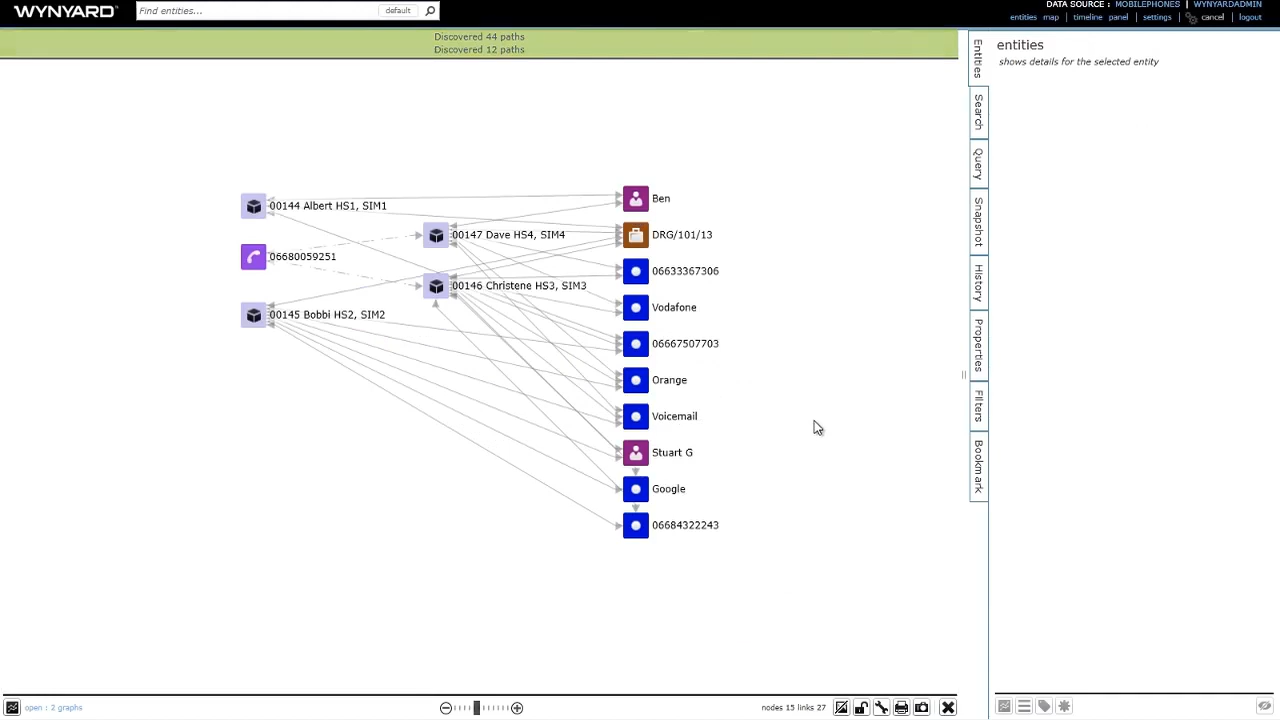 WYNYARD
Find entities...
default
DATA SOURCE : MOBILEPHONES | WYNYARDADMIN
entities map | timeline panel | settings | cancel | logout
Discovered 44 paths
Discovered 12 paths
entities
shows details for the selected entity
Entities
Search
Query
Snapshot
History
Properties
Filters
Bookmark
00144 Albert HS1, SIM1
06680059251
00145 Bobbi HS2, SIM2
00147 Dave HS4, SIM4
00146 Christene HS3, SIM3
Ben
DRG/101/13
06633367306
Vodafone
06667507703
Orange
Voicemail
Stuart G
Google
06684322243
open : 2 graphs
nodes 15 links 27